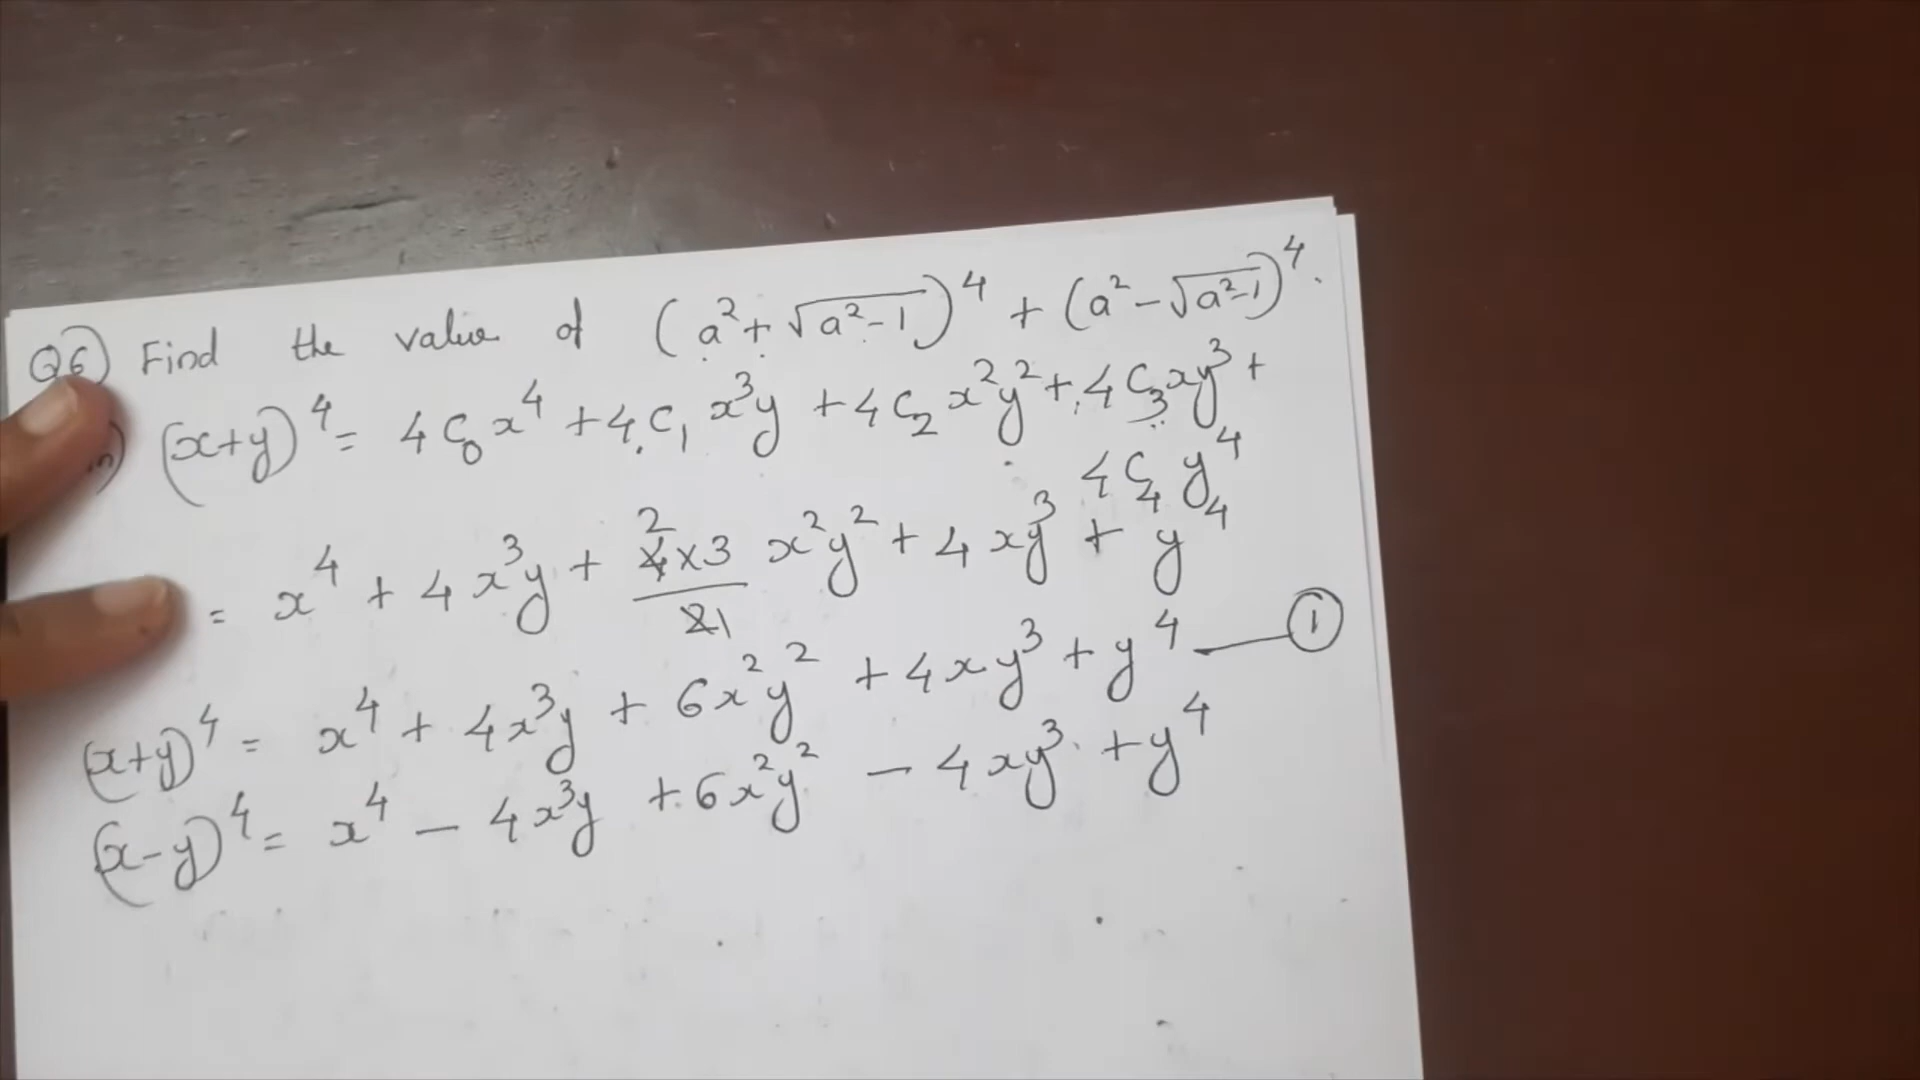 Q6) Find the value of (a²+√(a²-1))⁴ + (a²-√(a²-1))⁴.
(x+y)⁴ = 4C₀x⁴ + 4C₁x³y + 4C₂x²y² + 4C₃xy³ +
4C₄y⁴
= x⁴ + 4x³y + (4×3)/(21) x²y² + 4xy³ + y⁴
2
(x+y)⁴ = x⁴ + 4x³y + 6x²y² + 4xy³ + y⁴ — ①
(x-y)⁴ = x⁴ - 4x³y + 6x²y² - 4xy³ + y⁴